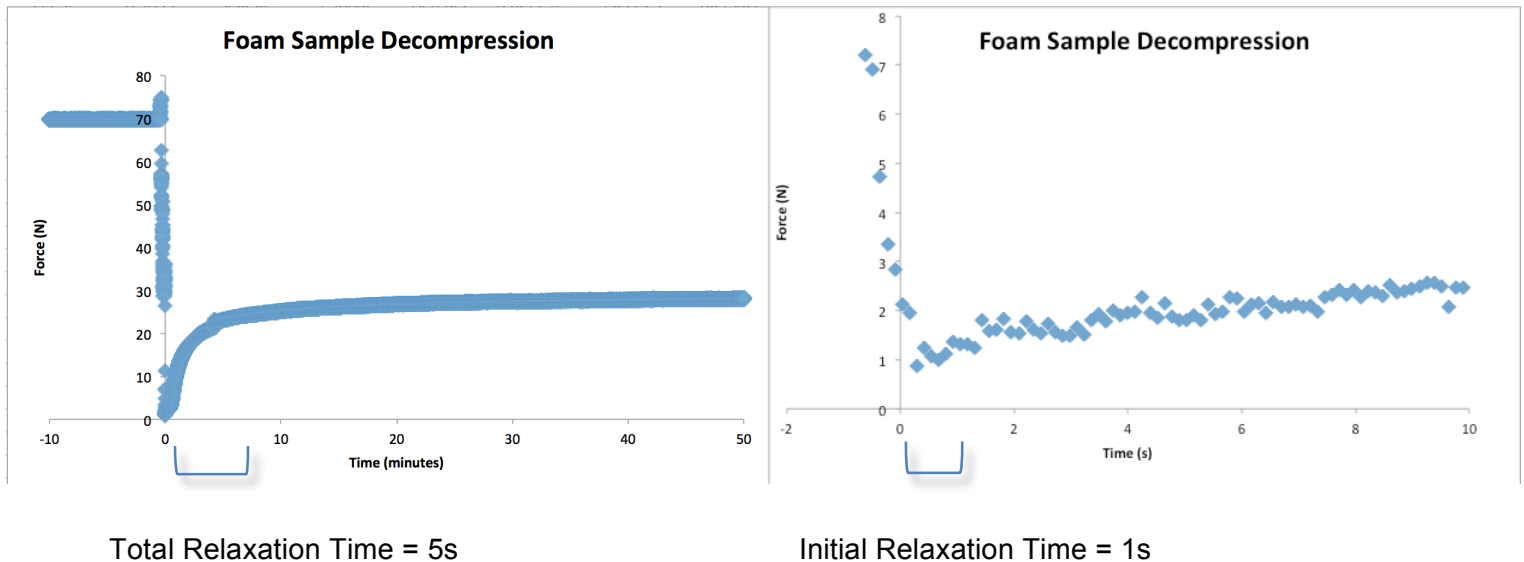 Foam Sample Decompression
80
70
60
50
40
30
20
10
0
-10 0 10 20 30 40 50
Force (N)
Time (minutes)
Foam Sample Decompression
8
7
6
5
4
3
2
1
0
-2 0 2 4 6 8 10
Force (N)
Time (s)
Total Relaxation Time = 5s
Initial Relaxation Time = 1s